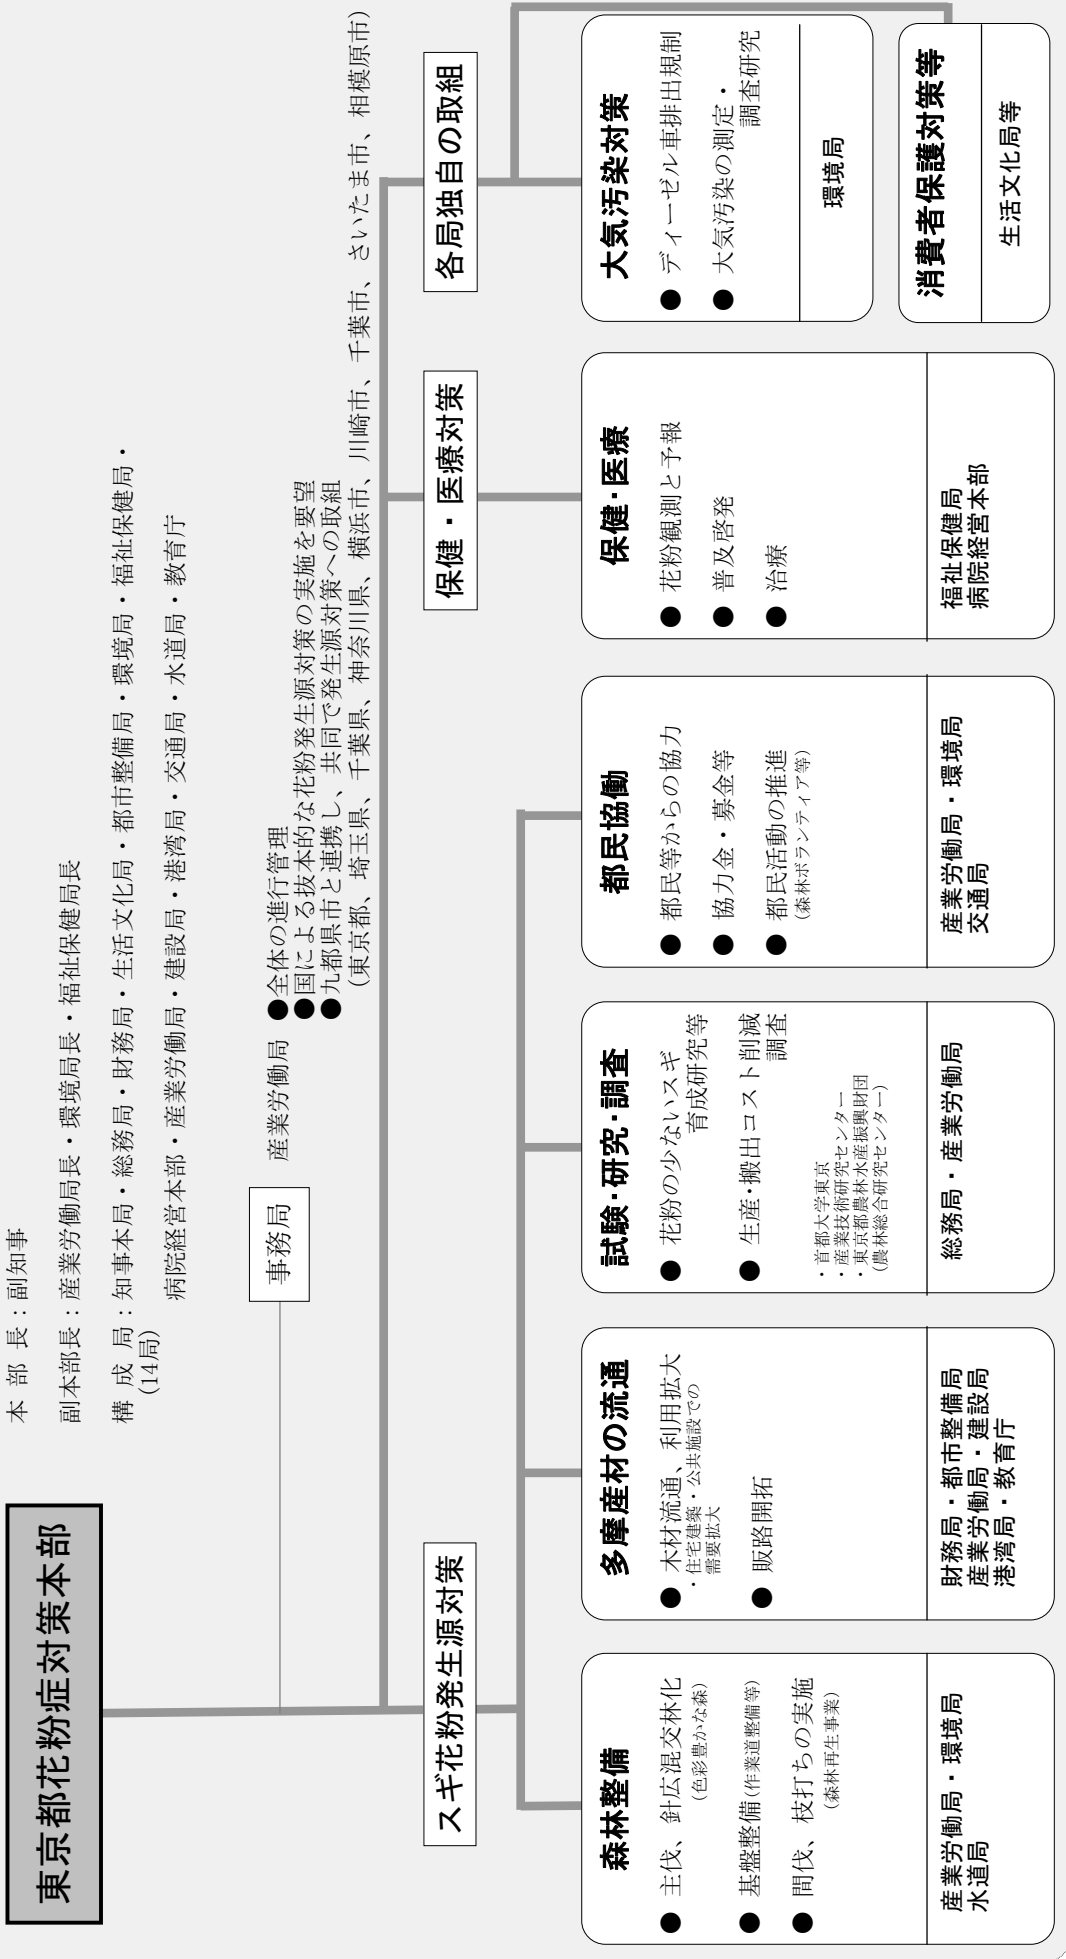 東京都花粉症対策本部
本 部 長：副知事
副本部長：産業労働局長・環境局長・福祉保健局長
構 成 局：知事本局・総務局・財務局・生活文化局・都市整備局・環境局・福祉保健局・
(14局)
病院経営本部・産業労働局・建設局・港湾局・交通局・水道局・教育庁
事務局
産業労働局
●全体の進行管理
●国による抜本的な花粉発生源対策の実施を要望
●九都県市と連携し、共同で発生源対策への取組
(東京都、埼玉県、千葉県、神奈川県、横浜市、川崎市、千葉市、さいたま市、相模原市)
スギ花粉発生源対策
保健・医療対策
各局独自の取組
森林整備
● 主伐、針広混交林化
(色彩豊かな森)
● 基盤整備(作業道整備等)
● 間伐、枝打ちの実施
(森林再生事業)
産業労働局・環境局
水道局
多摩産材の流通
● 木材流通、利用拡大
・住宅建築・公共施設での
需要拡大
● 販路開拓
財務局・都市整備局
産業労働局・建設局
港湾局・教育庁
試験・研究・調査
● 花粉の少ないスギ
育成研究等
● 生産・搬出コスト削減
調査
・首都大学東京
・産業技術研究センター
・東京都農林水産振興財団
(農林総合研究センター)
総務局・産業労働局
都民協働
● 都民等からの協力
● 協力金・募金等
● 都民活動の推進
(森林ボランティア等)
産業労働局・環境局
交通局
保健・医療
● 花粉観測と予報
● 普及啓発
● 治療
福祉保健局
病院経営本部
大気汚染対策
● ディーゼル車排出規制
● 大気汚染の測定・
調査研究
環境局
消費者保護対策等
生活文化局等